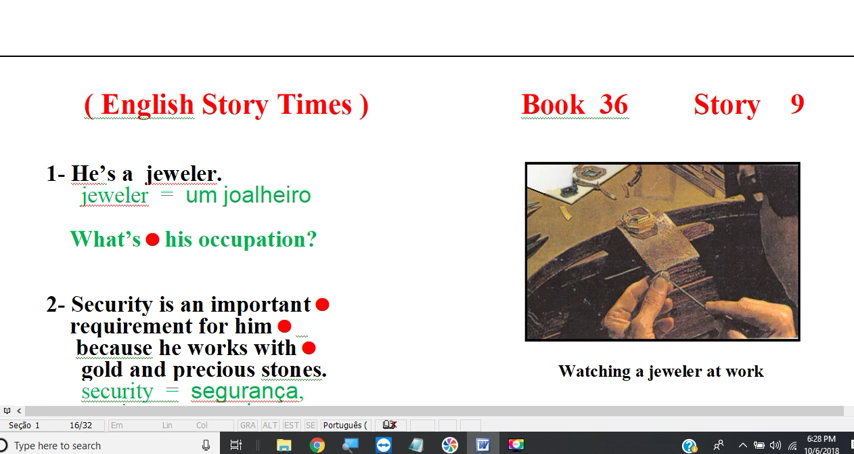 ( English Story Times ) Book 36 Story 9
1- He’s a jeweler.
jeweler = um joalheiro
What’s his occupation?
2- Security is an important
requirement for him
because he works with
gold and precious stones.
security = segurança,
Watching a jeweler at work
Seção 1 16/32 Em Lin Col GRA ALT EST SE Português (
Type here to search
6:28 PM
10/6/2018